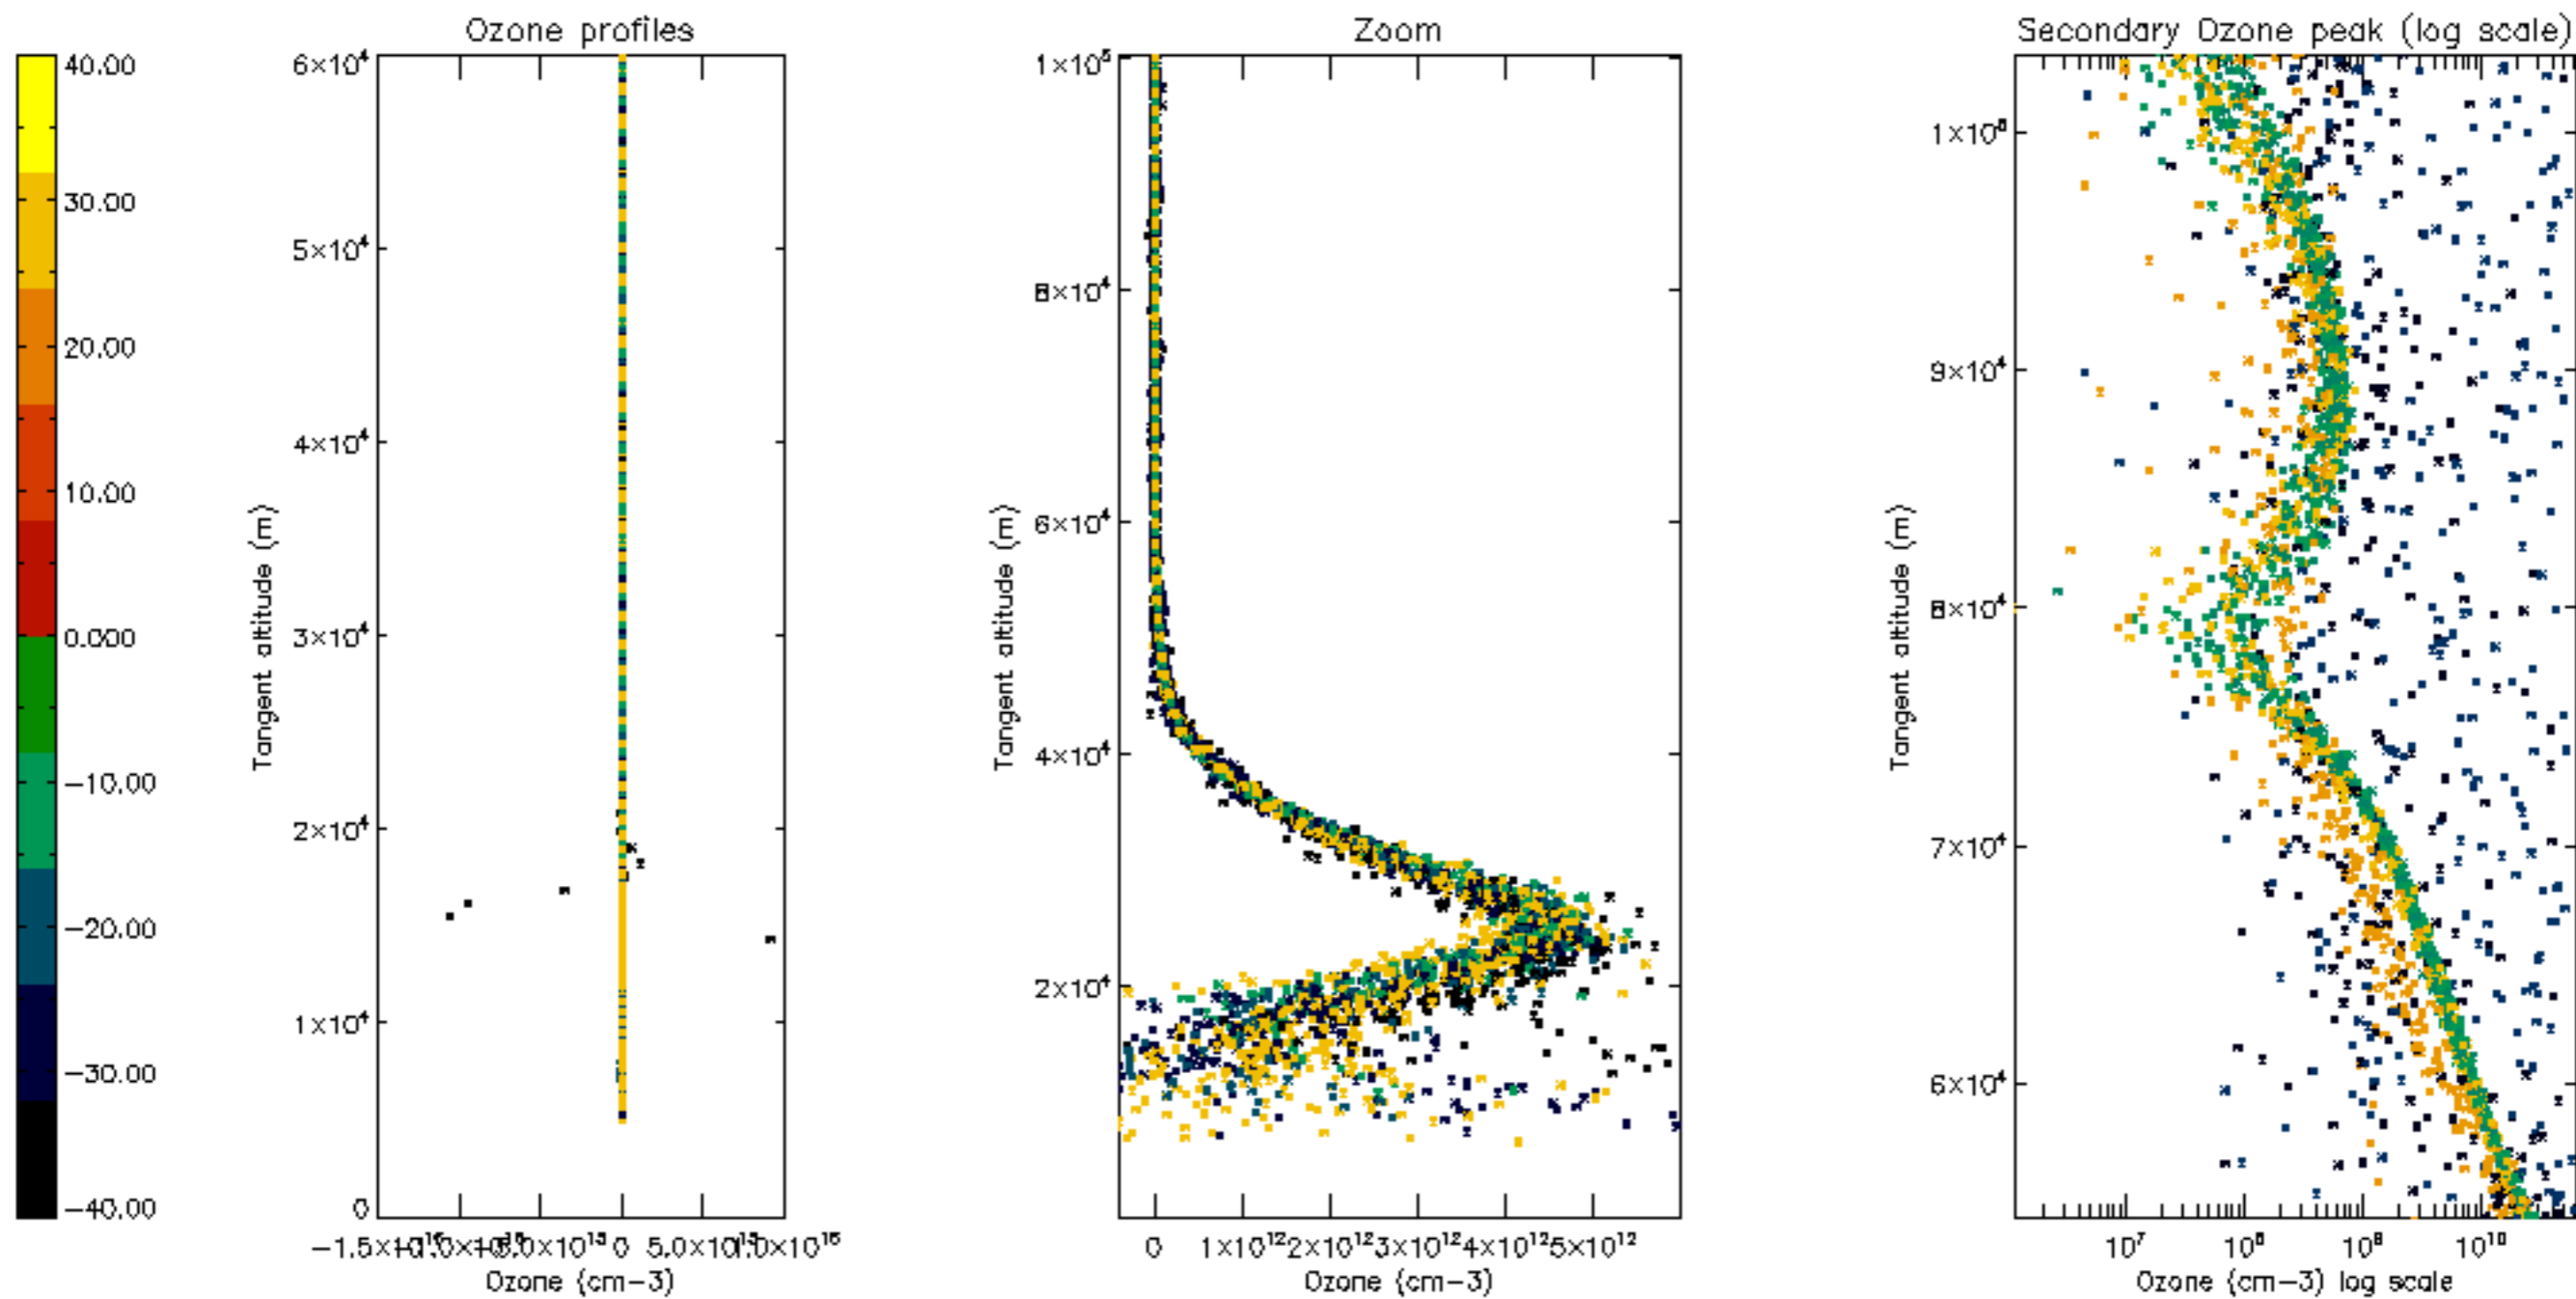 Ozone profiles
Zoom
Secondary Ozone peak (log scale)
40.00
30.00
20.00
10.00
0.00
−10.00
−20.00
−30.00
−40.00
6×10⁴
5×10⁴
4×10⁴
3×10⁴
2×10⁴
1×10⁴
0
Tangent altitude (m)
0 5.0×10¹⁵
Ozone (cm−3)
1×10⁵
8×10⁴
6×10⁴
4×10⁴
2×10⁴
Tangent altitude (m)
0 1×10¹² 2×10¹² 3×10¹² 4×10¹² 5×10¹²
Ozone (cm−3)
9×10⁴
8×10⁴
7×10⁴
6×10⁴
Tangent altitude (m)
10⁷ 10⁸ 10⁹ 10¹⁰
Ozone (cm−3) log scale